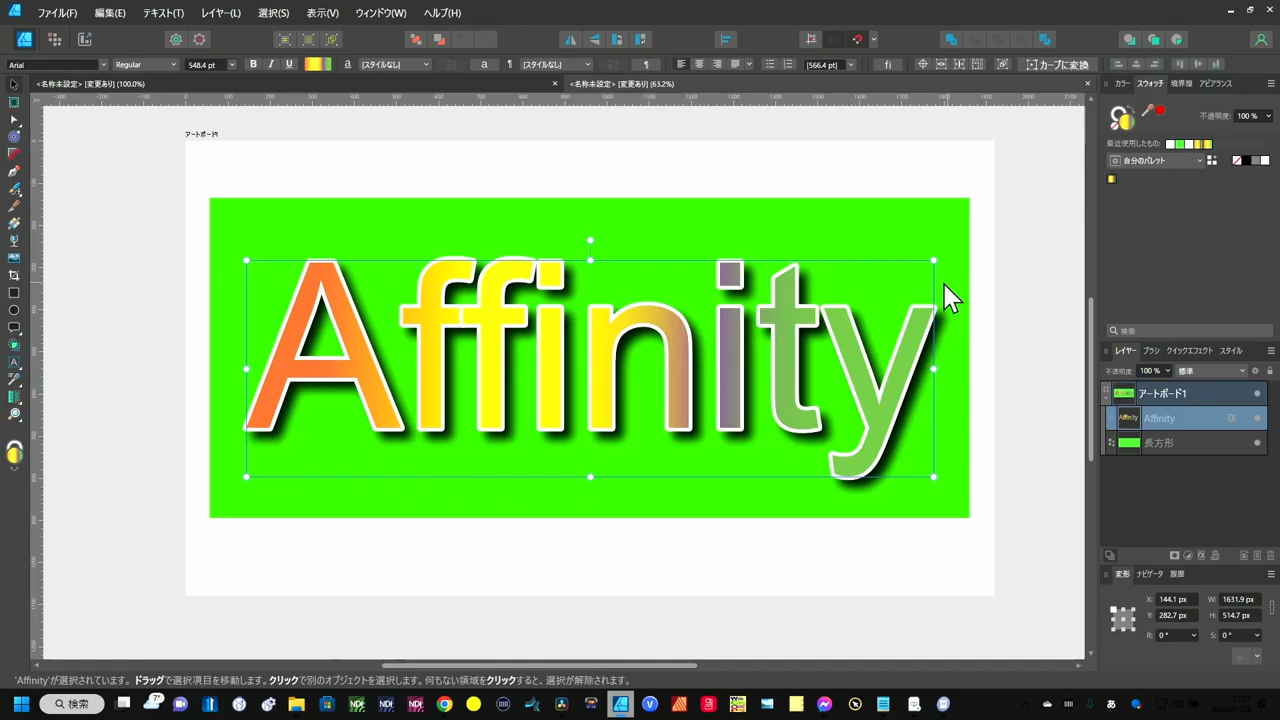 ファイル(F) 編集(E) テキスト(T) レイヤー(L) 選択(S) 表示(V) ウィンドウ(W) ヘルプ(H)
Arial Regular 548.4 pt B I U a [スタイルなし] a ¶ [スタイルなし] ¶ [566.4 pt] fi カーブに変換
<名称未設定> [変更あり] (100.0%) <名称未設定> [変更あり] (63.2%)
カラー スウォッチ 境界線 アピアランス
不透明度: 100 %
アートボード1
最近使用したもの:
自分のパレット
Affinity
検索
レイヤー ブラシ クイックエフェクト スタイル
不透明度: 100 % 標準
アートボード1
Affinity
長方形
変形 ナビゲータ 履歴
X: 144.1 px W: 1631.9 px
Y: 282.7 px H: 514.7 px
R: 0 ° S: 0 °
'Affinity'が選択されています。 ドラッグで選択項目を移動します。クリックで別のオブジェクトを選択します。何もない領域をクリックすると、選択が解除されます。
検索 7° あ